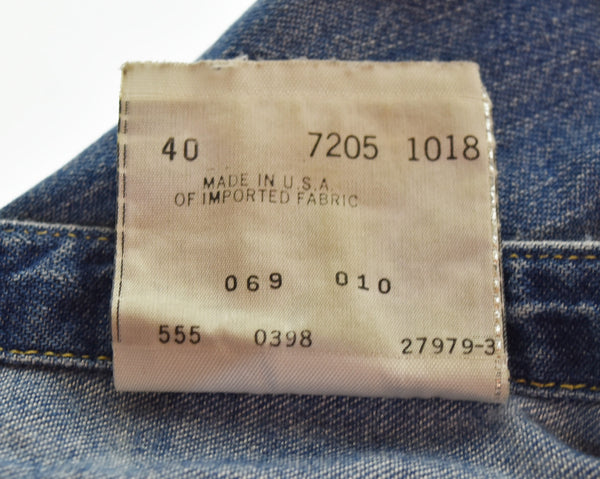 40 7205 1018
MADE IN U.S.A.
OF IMPORTED FABRIC
069 010
555 0398 27979-3